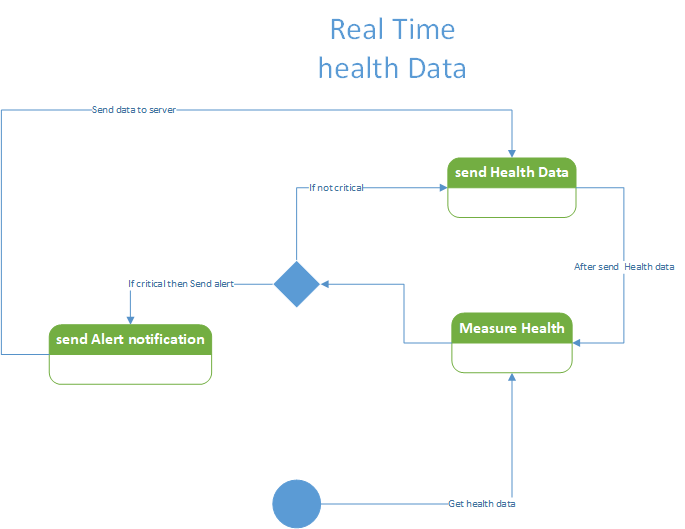 Real Time
health Data
Send data to server
send Health Data
If not critical
After send  Health data
If critical then Send alert
send Alert notification
Measure Health
Get health data